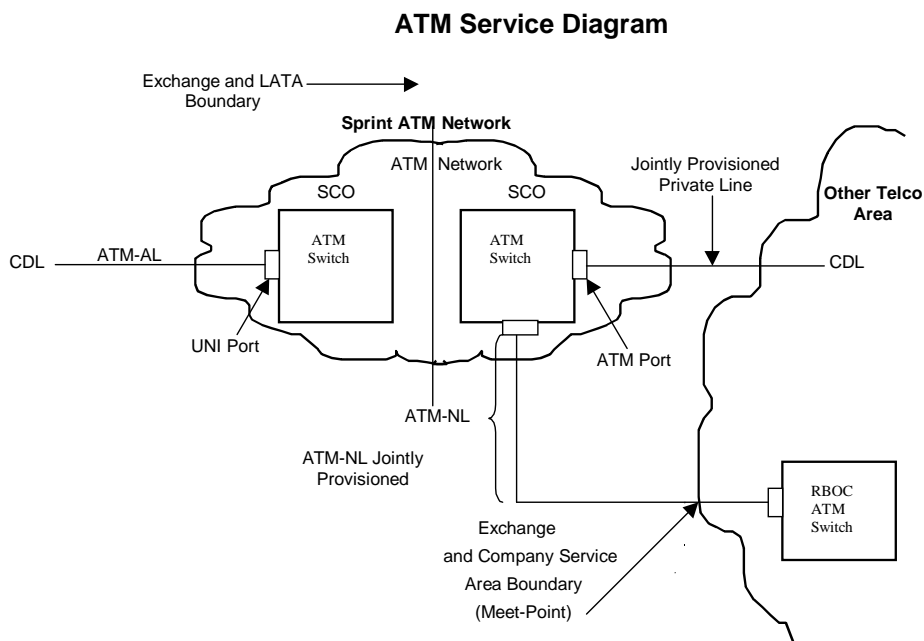 ATM Service Diagram
Exchange and LATA
Boundary
Sprint ATM Network
ATM Network
SCO
SCO
Jointly Provisioned
Private Line
Other Telco
Area
ATM
Switch
ATM
Switch
CDL
ATM-AL
CDL
UNI Port
ATM Port
ATM-NL
ATM-NL Jointly
Provisioned
RBOC
ATM
Switch
Exchange
and Company Service
Area Boundary
(Meet-Point)